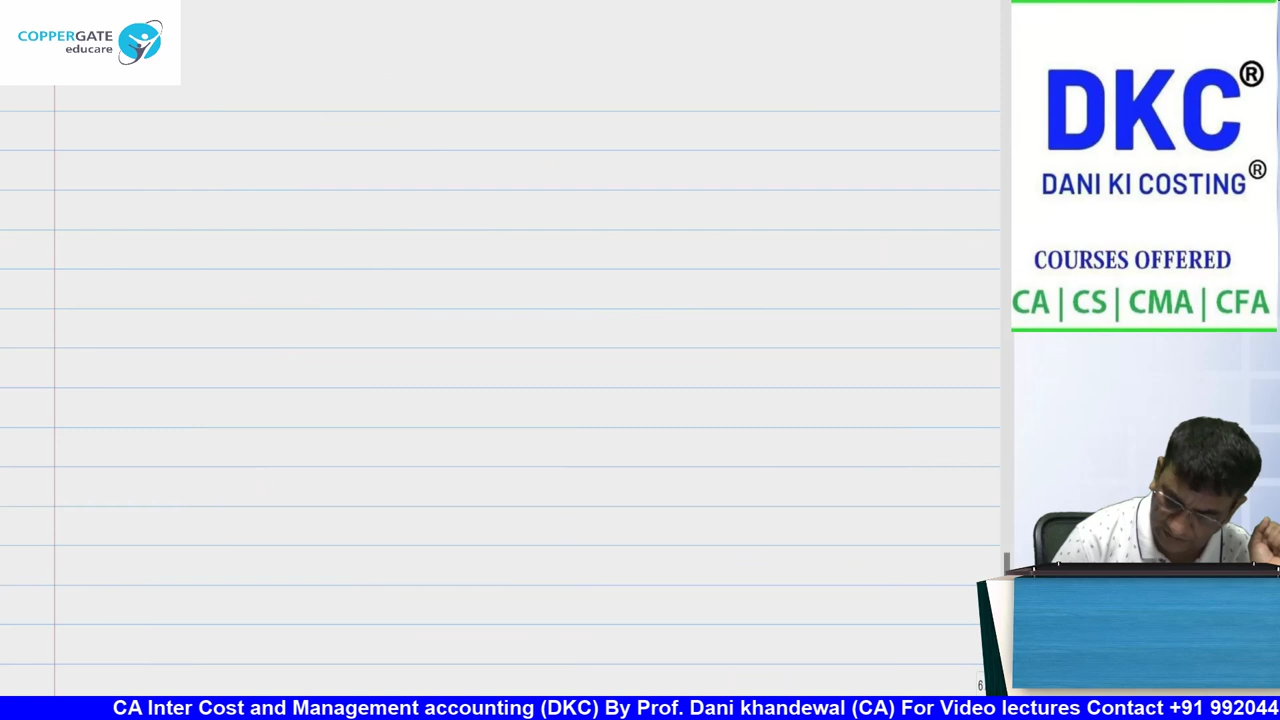 COPPERGATE
educare
DKC®
DANI KI COSTING®
COURSES OFFERED
CA | CS | CMA | CFA
6
CA Inter Cost and Management accounting (DKC) By Prof. Dani khandewal (CA) For Video lectures Contact +91 992044